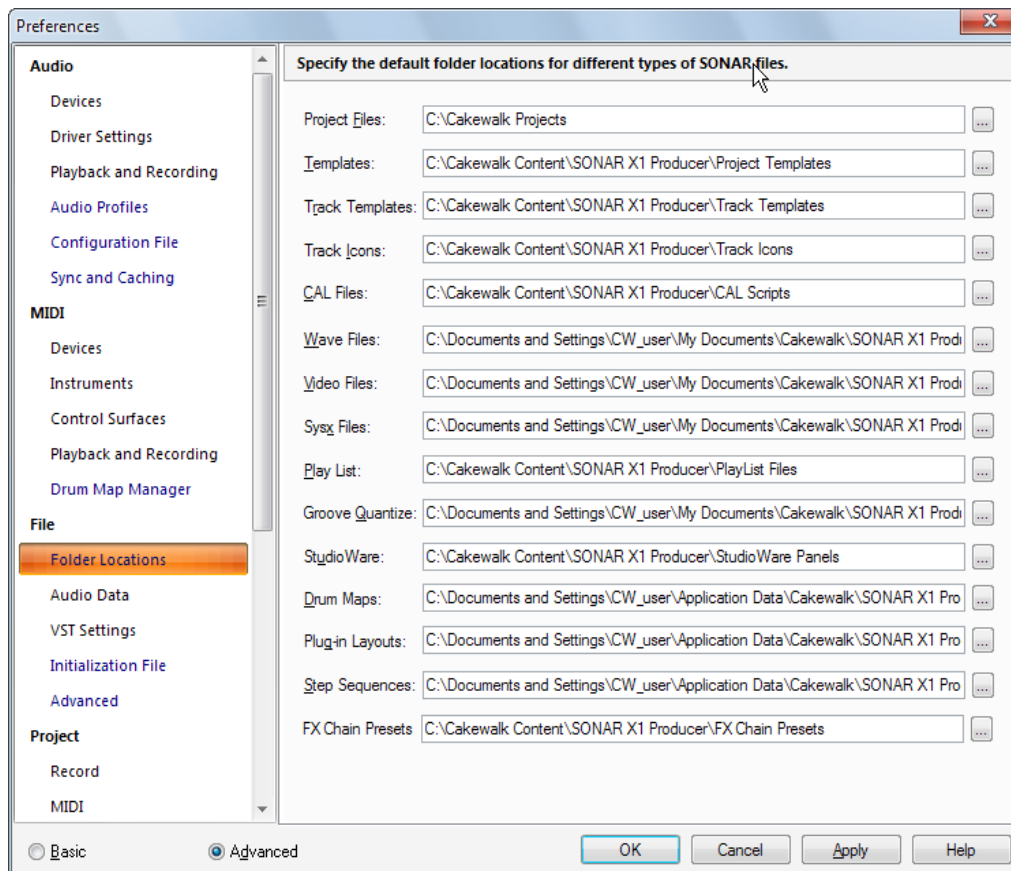 Preferences
Audio
Devices
Driver Settings
Playback and Recording
Audio Profiles
Configuration File
Sync and Caching
MIDI
Devices
Instruments
Control Surfaces
Playback and Recording
Drum Map Manager
File
Folder Locations
Audio Data
VST Settings
Initialization File
Advanced
Project
Record
MIDI
Specify the default folder locations for different types of SONAR files.
Project Files: C:\Cakewalk Projects ...
Templates: C:\Cakewalk Content\SONAR X1 Producer\Project Templates ...
Track Templates: C:\Cakewalk Content\SONAR X1 Producer\Track Templates ...
Track Icons: C:\Cakewalk Content\SONAR X1 Producer\Track Icons ...
CAL Files: C:\Cakewalk Content\SONAR X1 Producer\CAL Scripts ...
Wave Files: C:\Documents and Settings\CW_user\My Documents\Cakewalk\SONAR X1 Produ ...
Video Files: C:\Documents and Settings\CW_user\My Documents\Cakewalk\SONAR X1 Produ ...
Sysx Files: C:\Documents and Settings\CW_user\My Documents\Cakewalk\SONAR X1 Produ ...
Play List: C:\Cakewalk Content\SONAR X1 Producer\PlayList Files ...
Groove Quantize: C:\Documents and Settings\CW_user\My Documents\Cakewalk\SONAR X1 Produ ...
StudioWare: C:\Cakewalk Content\SONAR X1 Producer\StudioWare Panels ...
Drum Maps: C:\Documents and Settings\CW_user\Application Data\Cakewalk\SONAR X1 Pro ...
Plug-in Layouts: C:\Documents and Settings\CW_user\Application Data\Cakewalk\SONAR X1 Pro ...
Step Sequences: C:\Documents and Settings\CW_user\Application Data\Cakewalk\SONAR X1 Pro ...
FX Chain Presets C:\Cakewalk Content\SONAR X1 Producer\FX Chain Presets ...
Basic Advanced OK Cancel Apply Help